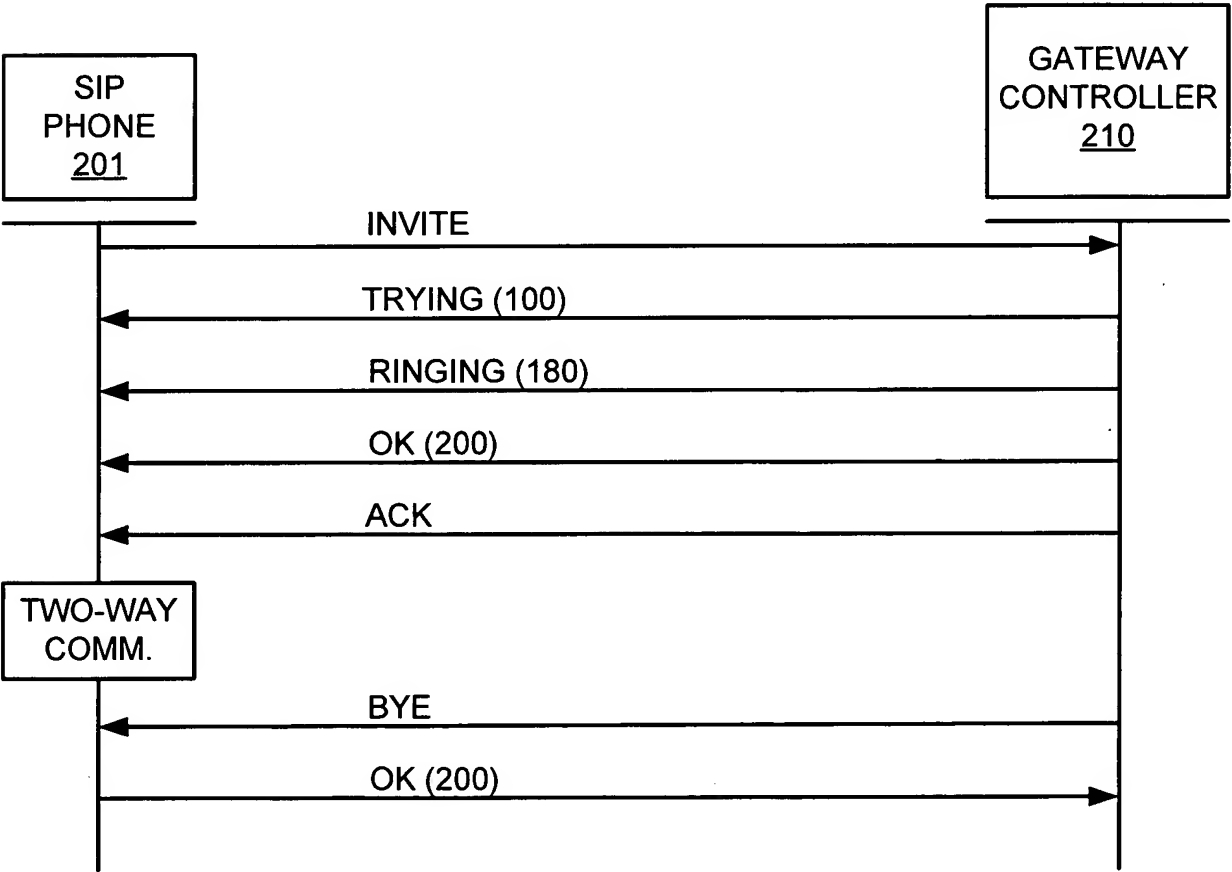 SIP
PHONE
201
GATEWAY
CONTROLLER
210
INVITE
TRYING (100)
RINGING (180)
OK (200)
ACK
TWO-WAY
COMM.
BYE
OK (200)